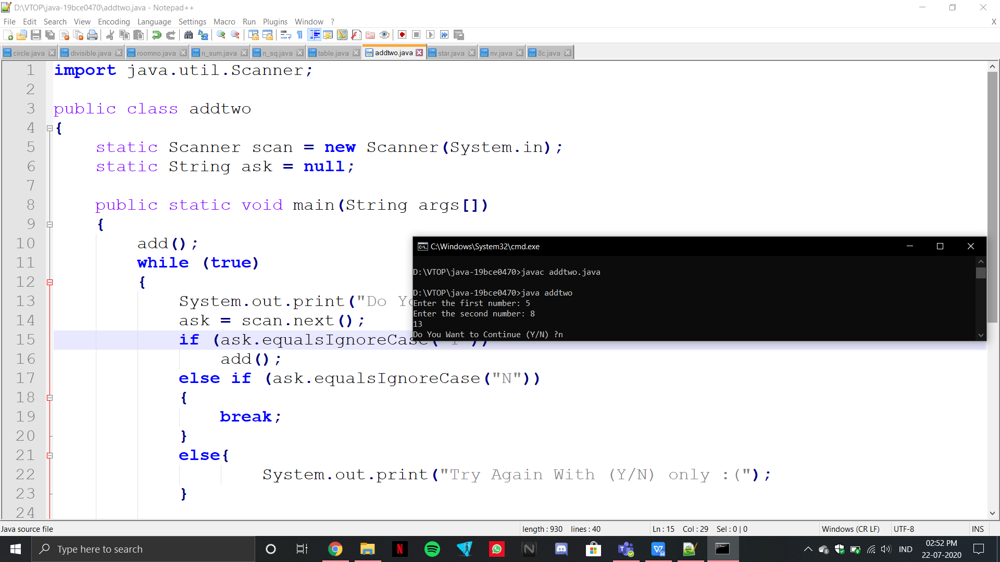 D:\VTOP\java-19bce0470\addtwo.java - Notepad++
File Edit Search View Encoding Language Settings Macro Run Plugins Window ? X
circle.java divisible.java roomno.java n_sum.java n_sq.java table.java addtwo.java star.java nv.java 8c.java
1 import java.util.Scanner;
2
3 public class addtwo
4 {
5 static Scanner scan = new Scanner(System.in);
6 static String ask = null;
7
8 public static void main(String args[])
9 {
10 add();
11 while (true)
12 {
13 System.out.print("Do Yo
14 ask = scan.next();
15 if (ask.equalsIgnoreCase("Y"))
16 add();
17 else if (ask.equalsIgnoreCase("N"))
18 {
19 break;
20 }
21 else{
22 System.out.print("Try Again With (Y/N) only :(");
23 }
24
C:\Windows\System32\cmd.exe
D:\VTOP\java-19bce0470>javac addtwo.java
D:\VTOP\java-19bce0470>java addtwo
Enter the first number: 5
Enter the second number: 8
13
Do You Want to Continue (Y/N) ?n
Java source file length : 930 lines : 40 Ln : 15 Col : 29 Sel : 0 | 0 Windows (CR LF) UTF-8 INS
Type here to search
IND
02:52 PM
22-07-2020